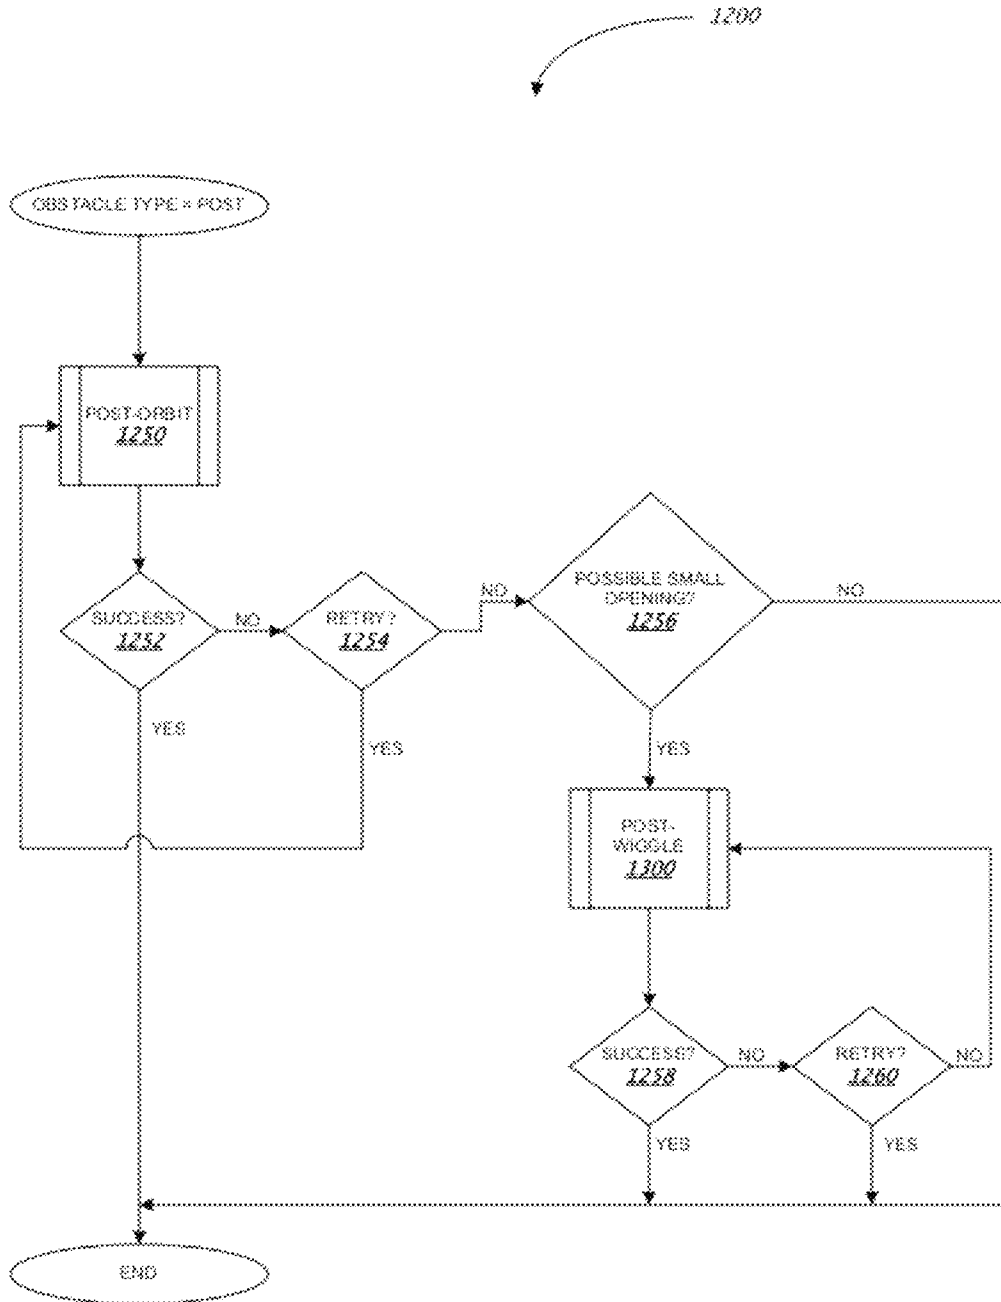 1200
OBSTACLE TYPE = POST
POST-ORBIT
1250
SUCCESS?
1252
NO
RETRY?
1254
NO
POSSIBLE SMALL
OPENING?
1256
NO
YES
YES
YES
POST-
WIGGLE
1300
SUCCESS?
1258
NO
RETRY?
1260
NO
YES
YES
END